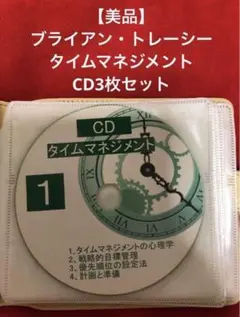 【美品】
ブライアン・トレーシー
タイムマネジメント
CD3枚セット
CD
タイムマネジメント
1
XII
1、タイムマネジメントの心理学
2、戦略的目標管理
3、優先順位の設定法
4、計画と準備